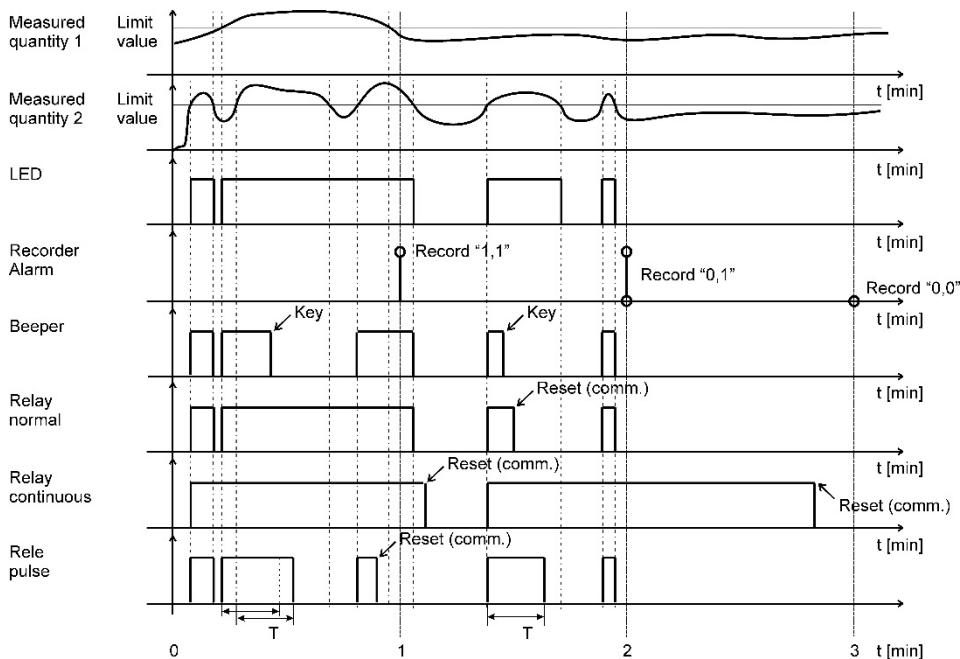 Measured Limit
quantity 1 value
t [min]
Measured Limit
quantity 2 value
t [min]
LED
t [min]
Recorder Record “1,1”
Alarm Record “0,1”
Record “0,0”
t [min]
Beeper Key Key
t [min]
Relay Reset (comm.)
normal
t [min]
Relay Reset (comm.)
continuous Reset (comm.)
t [min]
Rele Reset (comm.)
pulse
T T
0 1 2 3 t [min]